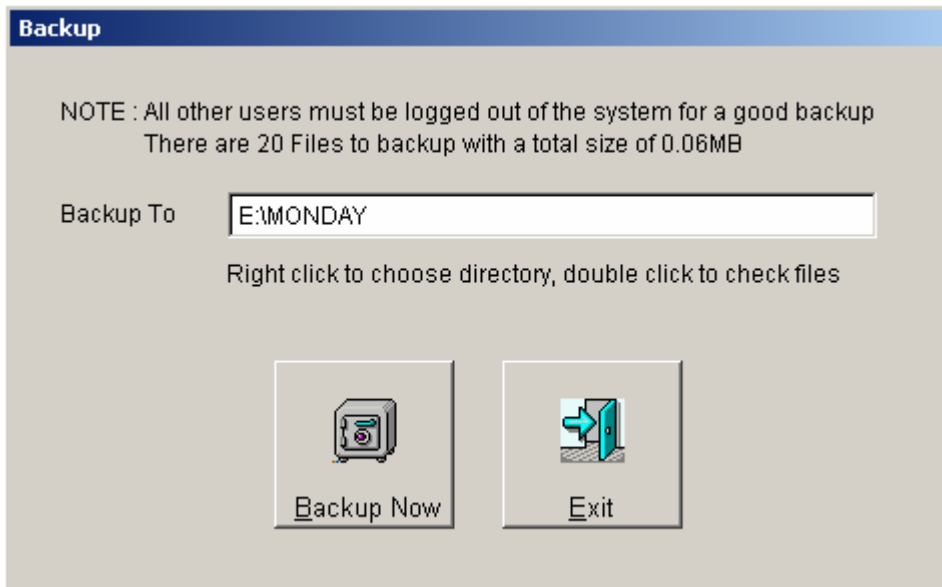 Backup
NOTE : All other users must be logged out of the system for a good backup
There are 20 Files to backup with a total size of 0.06MB
Backup To
E:\MONDAY
Right click to choose directory, double click to check files
Backup Now
Exit